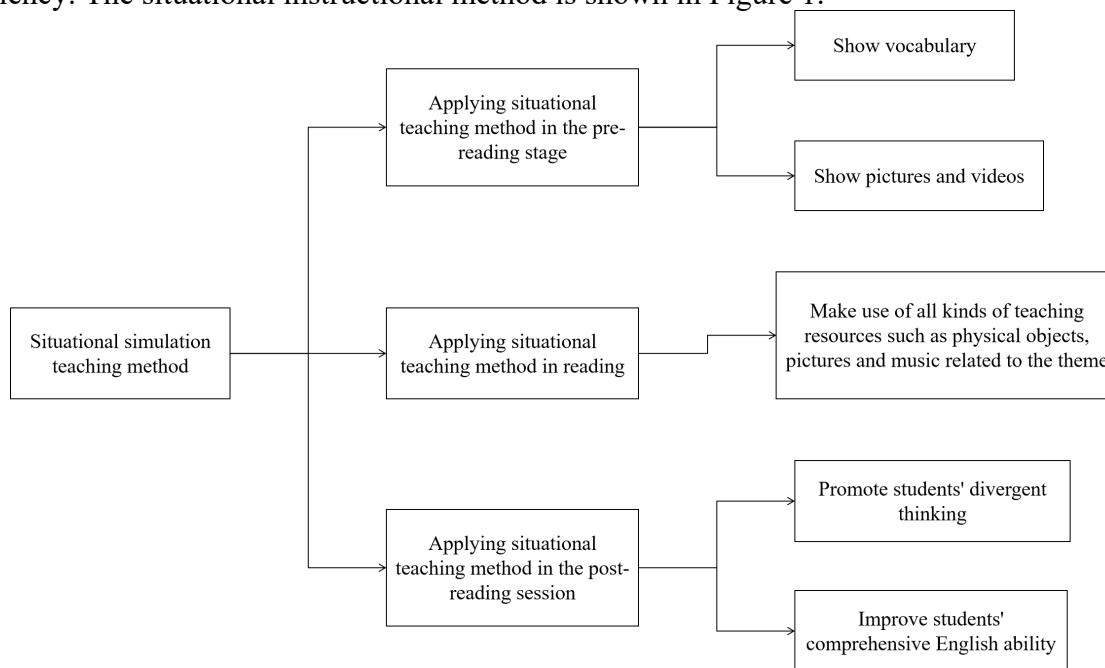 The situational instructional method is shown in Figure 1.
Show vocabulary
Applying situational
teaching method in the pre-
reading stage
Show pictures and videos
Situational simulation
teaching method
Applying situational
teaching method in reading
Make use of all kinds of teaching
resources such as physical objects,
pictures and music related to the theme
Applying situational
teaching method in the post-
reading session
Promote students' divergent
thinking
Improve students'
comprehensive English ability